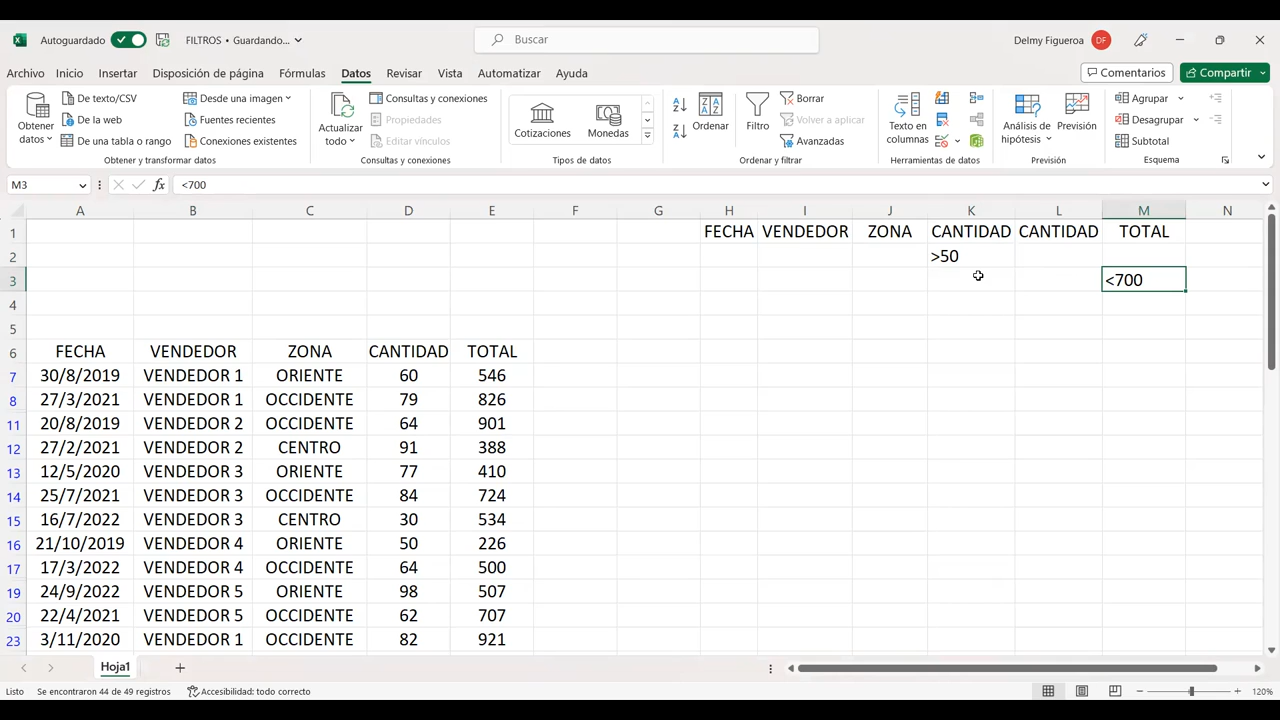 Autoguardado FILTROS • Guardando... Buscar Delmy Figueroa DF
Archivo Inicio Insertar Disposición de página Fórmulas Datos Revisar Vista Automatizar Ayuda Comentarios Compartir
Obtener datos
De texto/CSV
De la web
De una tabla o rango
Desde una imagen
Fuentes recientes
Conexiones existentes
Obtener y transformar datos
Actualizar todo
Consultas y conexiones
Propiedades
Editar vínculos
Consultas y conexiones
Cotizaciones
Monedas
Tipos de datos
Ordenar
Filtro
Borrar
Volver a aplicar
Avanzadas
Ordenar y filtrar
Texto en columnas
Herramientas de datos
Análisis de hipótesis
Previsión
Previsión
Agrupar
Desagrupar
Subtotal
Esquema
M3 fx <700
A B C D E F G H I J K L M N
1 FECHA VENDEDOR ZONA CANTIDAD CANTIDAD TOTAL
2 >50
3 <700
4
5
6 FECHA VENDEDOR ZONA CANTIDAD TOTAL
7 30/8/2019 VENDEDOR 1 ORIENTE 60 546
8 27/3/2021 VENDEDOR 1 OCCIDENTE 79 826
11 20/8/2019 VENDEDOR 2 OCCIDENTE 64 901
12 27/2/2021 VENDEDOR 2 CENTRO 91 388
13 12/5/2020 VENDEDOR 3 ORIENTE 77 410
14 25/7/2021 VENDEDOR 3 OCCIDENTE 84 724
15 16/7/2022 VENDEDOR 3 CENTRO 30 534
16 21/10/2019 VENDEDOR 4 ORIENTE 50 226
17 17/3/2022 VENDEDOR 4 OCCIDENTE 64 500
19 24/9/2022 VENDEDOR 5 ORIENTE 98 507
20 22/4/2021 VENDEDOR 5 OCCIDENTE 62 707
23 3/11/2020 VENDEDOR 1 OCCIDENTE 82 921
Hoja1
Listo Se encontraron 44 de 49 registros Accesibilidad: todo correcto 120%